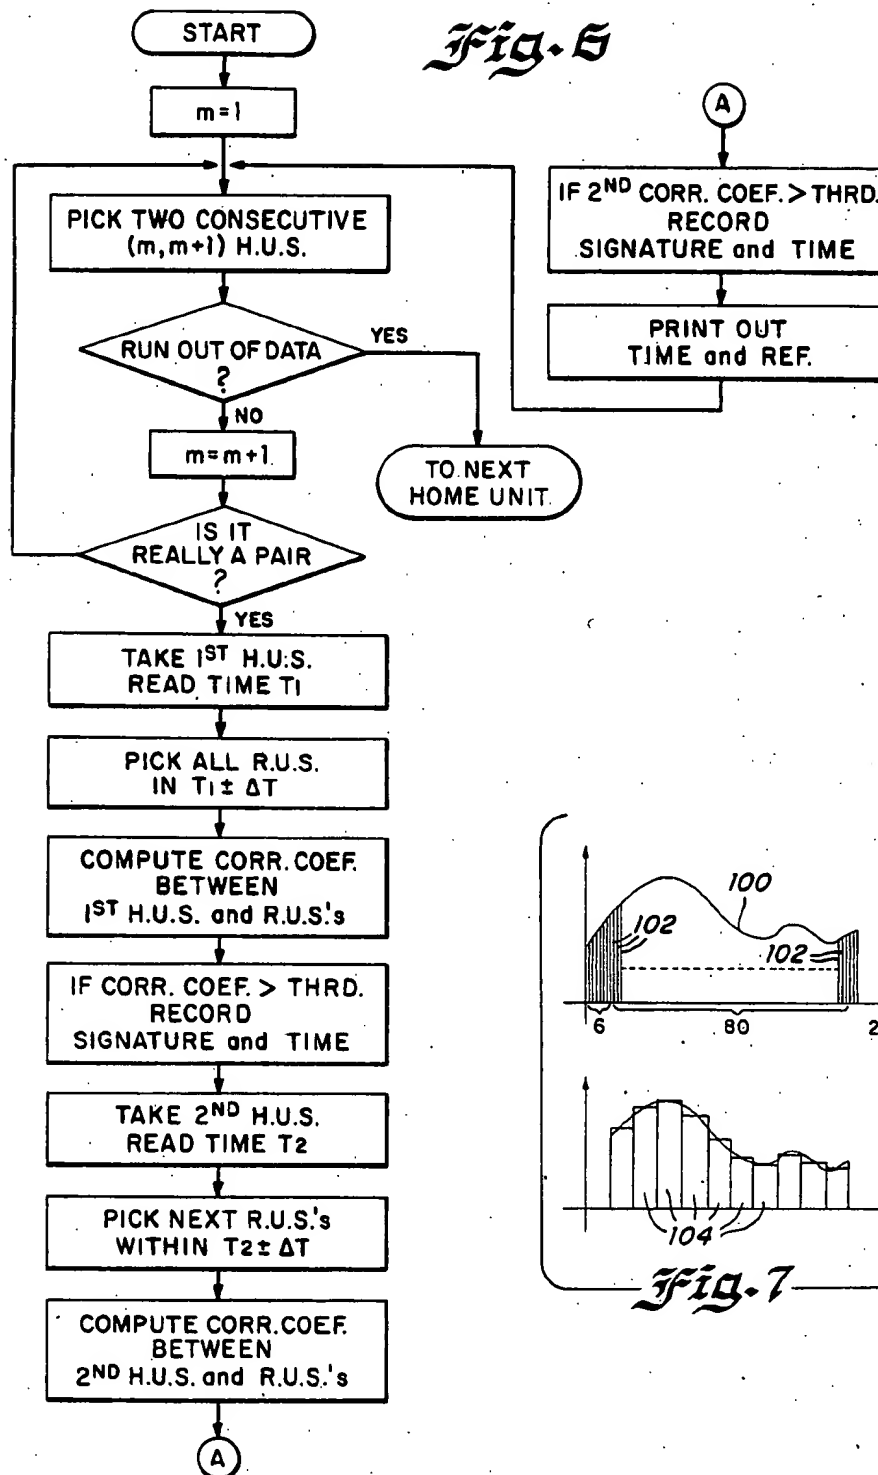 Fig. 6
START
m=1
PICK TWO CONSECUTIVE
(m, m+1) H.U.S.
RUN OUT OF DATA
?
YES
NO
m=m+1
TO NEXT
HOME UNIT
IS IT
REALLY A PAIR
?
YES
TAKE 1ST H.U.S.
READ TIME T1
PICK ALL R.U.S.
IN T1 ± ΔT
COMPUTE CORR. COEF.
BETWEEN
1ST H.U.S. and R.U.S.'s
IF CORR. COEF. > THRD.
RECORD
SIGNATURE and TIME
TAKE 2ND H.U.S.
READ TIME T2
PICK NEXT R.U.S.'s
WITHIN T2 ± ΔT
COMPUTE CORR. COEF.
BETWEEN
2ND H.U.S. and R.U.S.'s
A
A
IF 2ND CORR. COEF. > THRD.
RECORD
SIGNATURE and TIME
PRINT OUT
TIME and REF.
100
102
102
6
80
2
104
Fig. 7